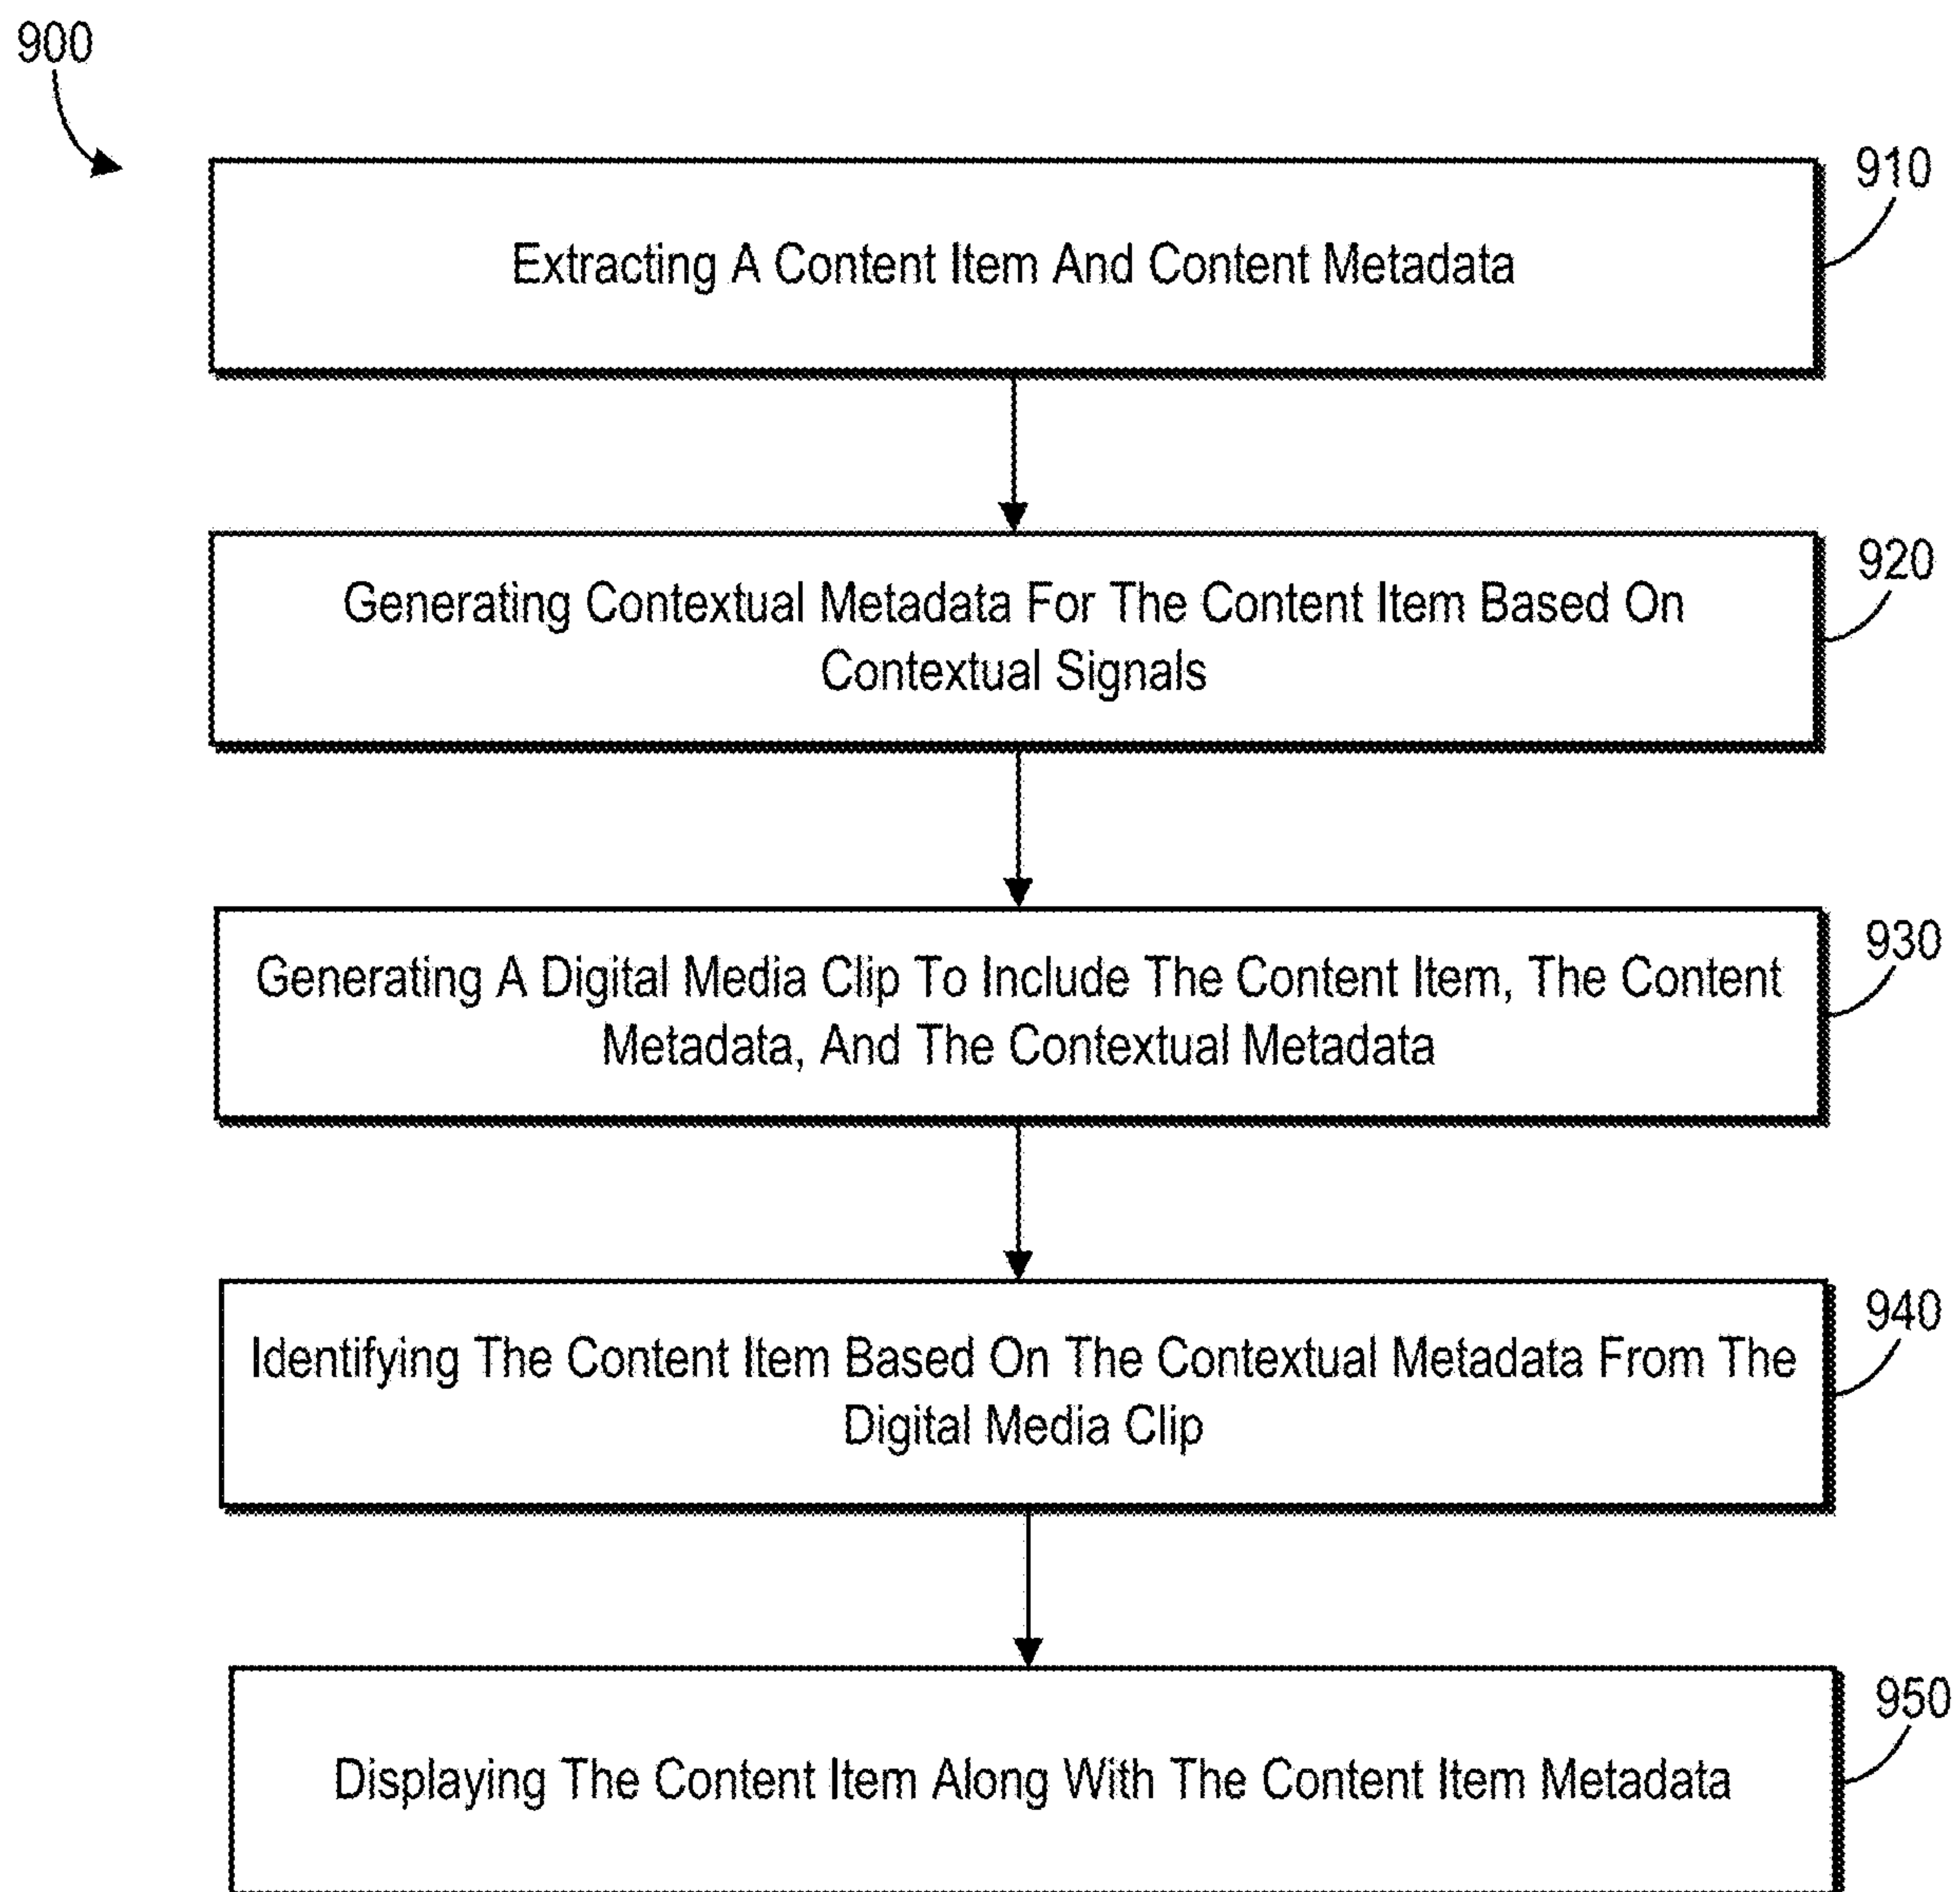 900
910
Extracting A Content Item And Content Metadata
920
Generating Contextual Metadata For The Content Item Based On
Contextual Signals
930
Generating A Digital Media Clip To Include The Content Item, The Content
Metadata, And The Contextual Metadata
940
Identifying The Content Item Based On The Contextual Metadata From The
Digital Media Clip
950
Displaying The Content Item Along With The Content Item Metadata